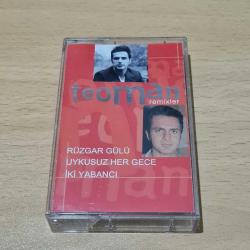 teoman
remixler
RÜZGAR GÜLÜ
UYKUSUZ HER GECE
İKİ YABANCI